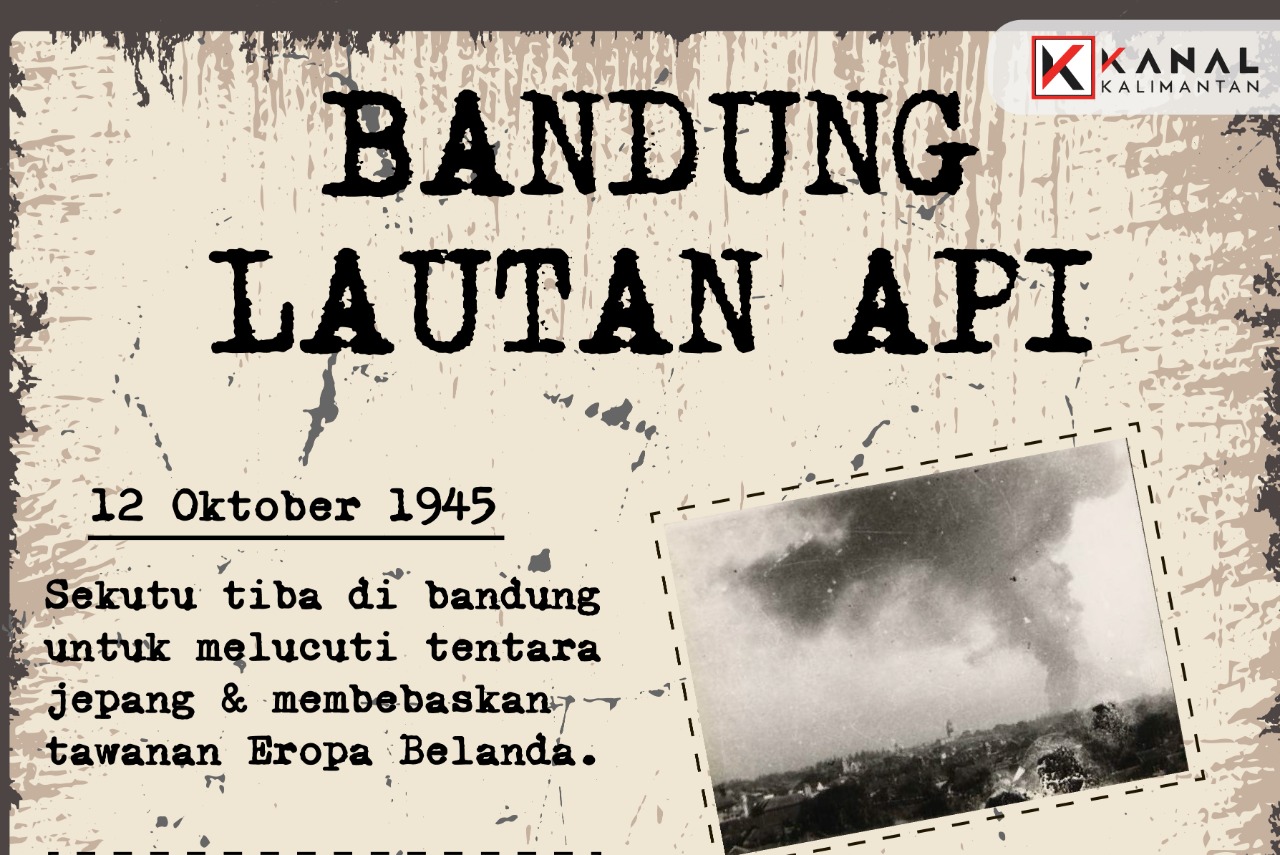 KANAL
KALIMANTAN
BANDUNG
LAUTAN API
12 Oktober 1945
Sekutu tiba di bandung
untuk melucuti tentara
jepang & membebaskan
tawanan Eropa Belanda.